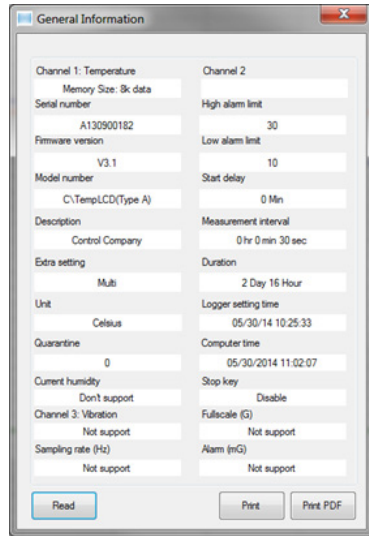 General Information
Channel 1: Temperature
Memory Size: 8k data
Serial number
A130900182
Firmware version
V3.1
Model number
C\TempLCD(Type A)
Description
Control Company
Extra setting
Multi
Unit
Celsius
Quarantine
0
Current humidity
Don't support
Channel 3: Vibration
Not support
Sampling rate (Hz)
Not support
Channel 2
High alarm limit
30
Low alarm limit
10
Start delay
0 Min
Measurement interval
0 hr 0 min 30 sec
Duration
2 Day 16 Hour
Logger setting time
05/30/14 10:25:33
Computer time
05/30/2014 11:02:07
Stop key
Disable
Fullscale (G)
Not support
Alarm (mG)
Not support
Read
Print
Print PDF